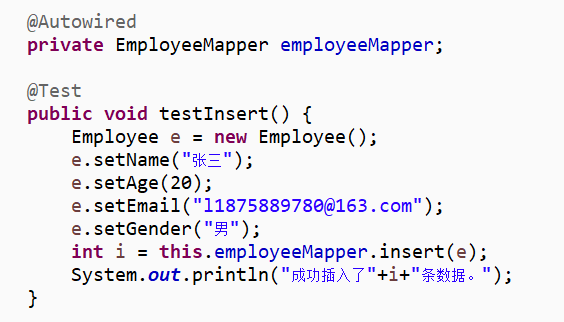 @Autowired
private EmployeeMapper employeeMapper;
@Test
public void testInsert() {
Employee e = new Employee();
e.setName("张三");
e.setAge(20);
e.setEmail("l1875889780@163.com");
e.setGender("男");
int i = this.employeeMapper.insert(e);
System.out.println("成功插入了"+i+"条数据。");
}